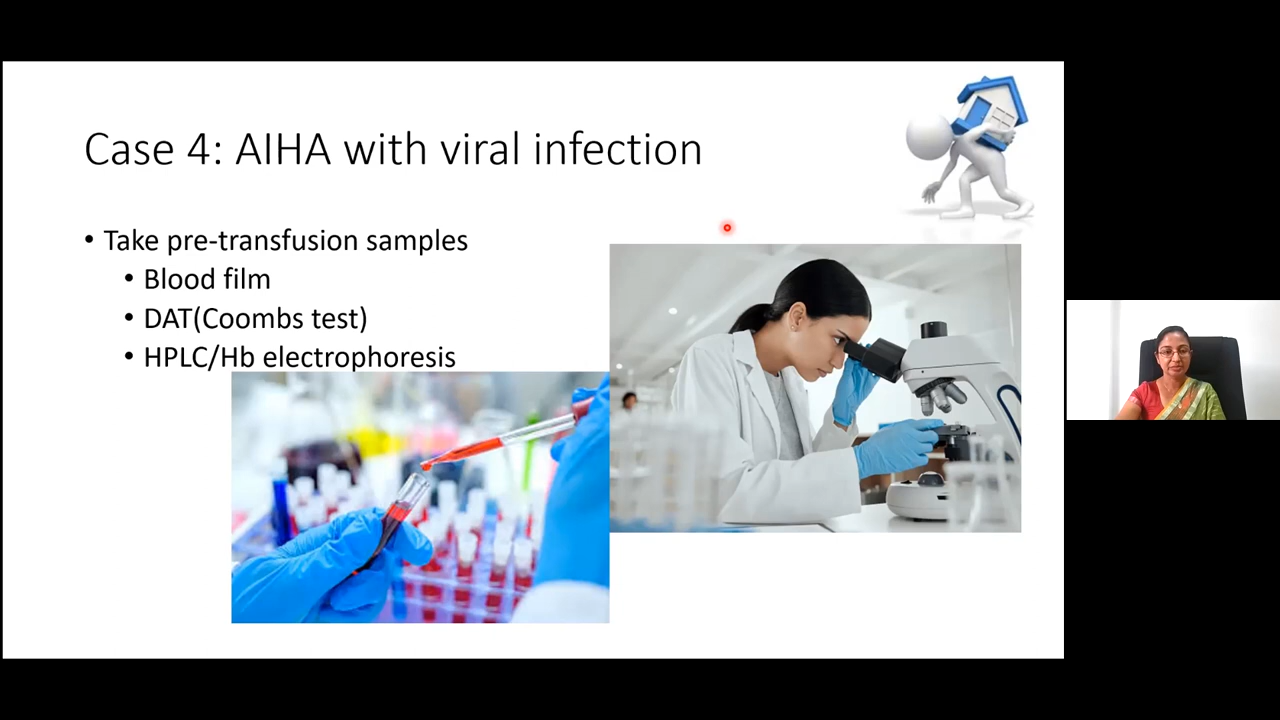 Case 4: AIHA with viral infection
• Take pre-transfusion samples
• Blood film
• DAT(Coombs test)
• HPLC/Hb electrophoresis